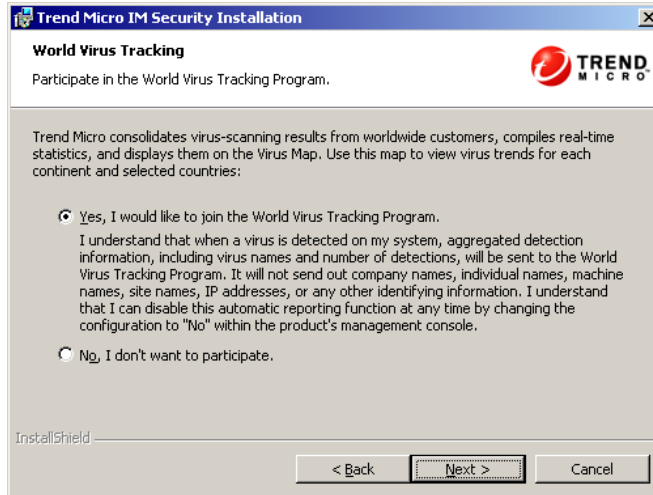 Trend Micro IM Security Installation
World Virus Tracking
Participate in the World Virus Tracking Program.
TREND
MICRO
Trend Micro consolidates virus-scanning results from worldwide customers, compiles real-time
statistics, and displays them on the Virus Map. Use this map to view virus trends for each
continent and selected countries:
Yes, I would like to join the World Virus Tracking Program.
I understand that when a virus is detected on my system, aggregated detection
information, including virus names and number of detections, will be sent to the World
Virus Tracking Program. It will not send out company names, individual names, machine
names, site names, IP addresses, or any other identifying information. I understand
that I can disable this automatic reporting function at any time by changing the
configuration to "No" within the product's management console.
No, I don't want to participate.
InstallShield
< Back
Next >
Cancel